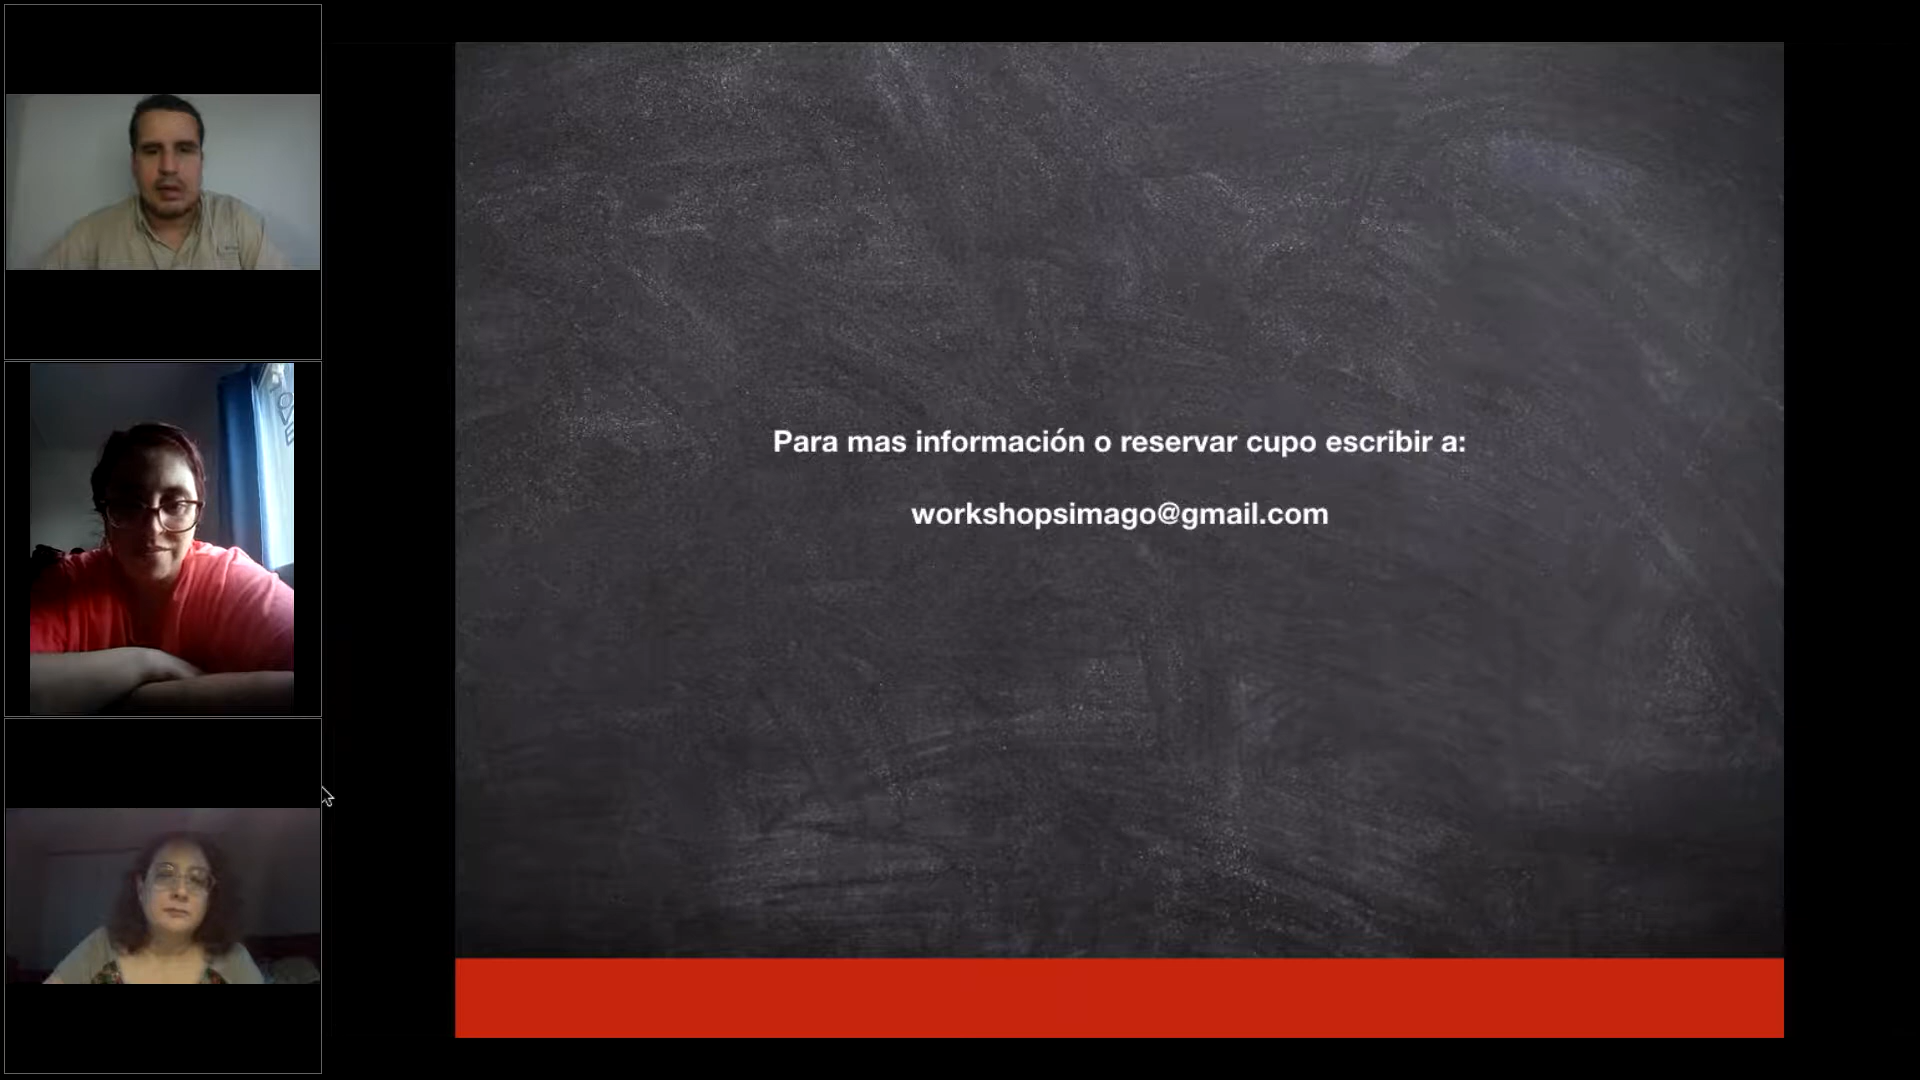 Para mas información o reservar cupo escribir a:
workshopsimago@gmail.com